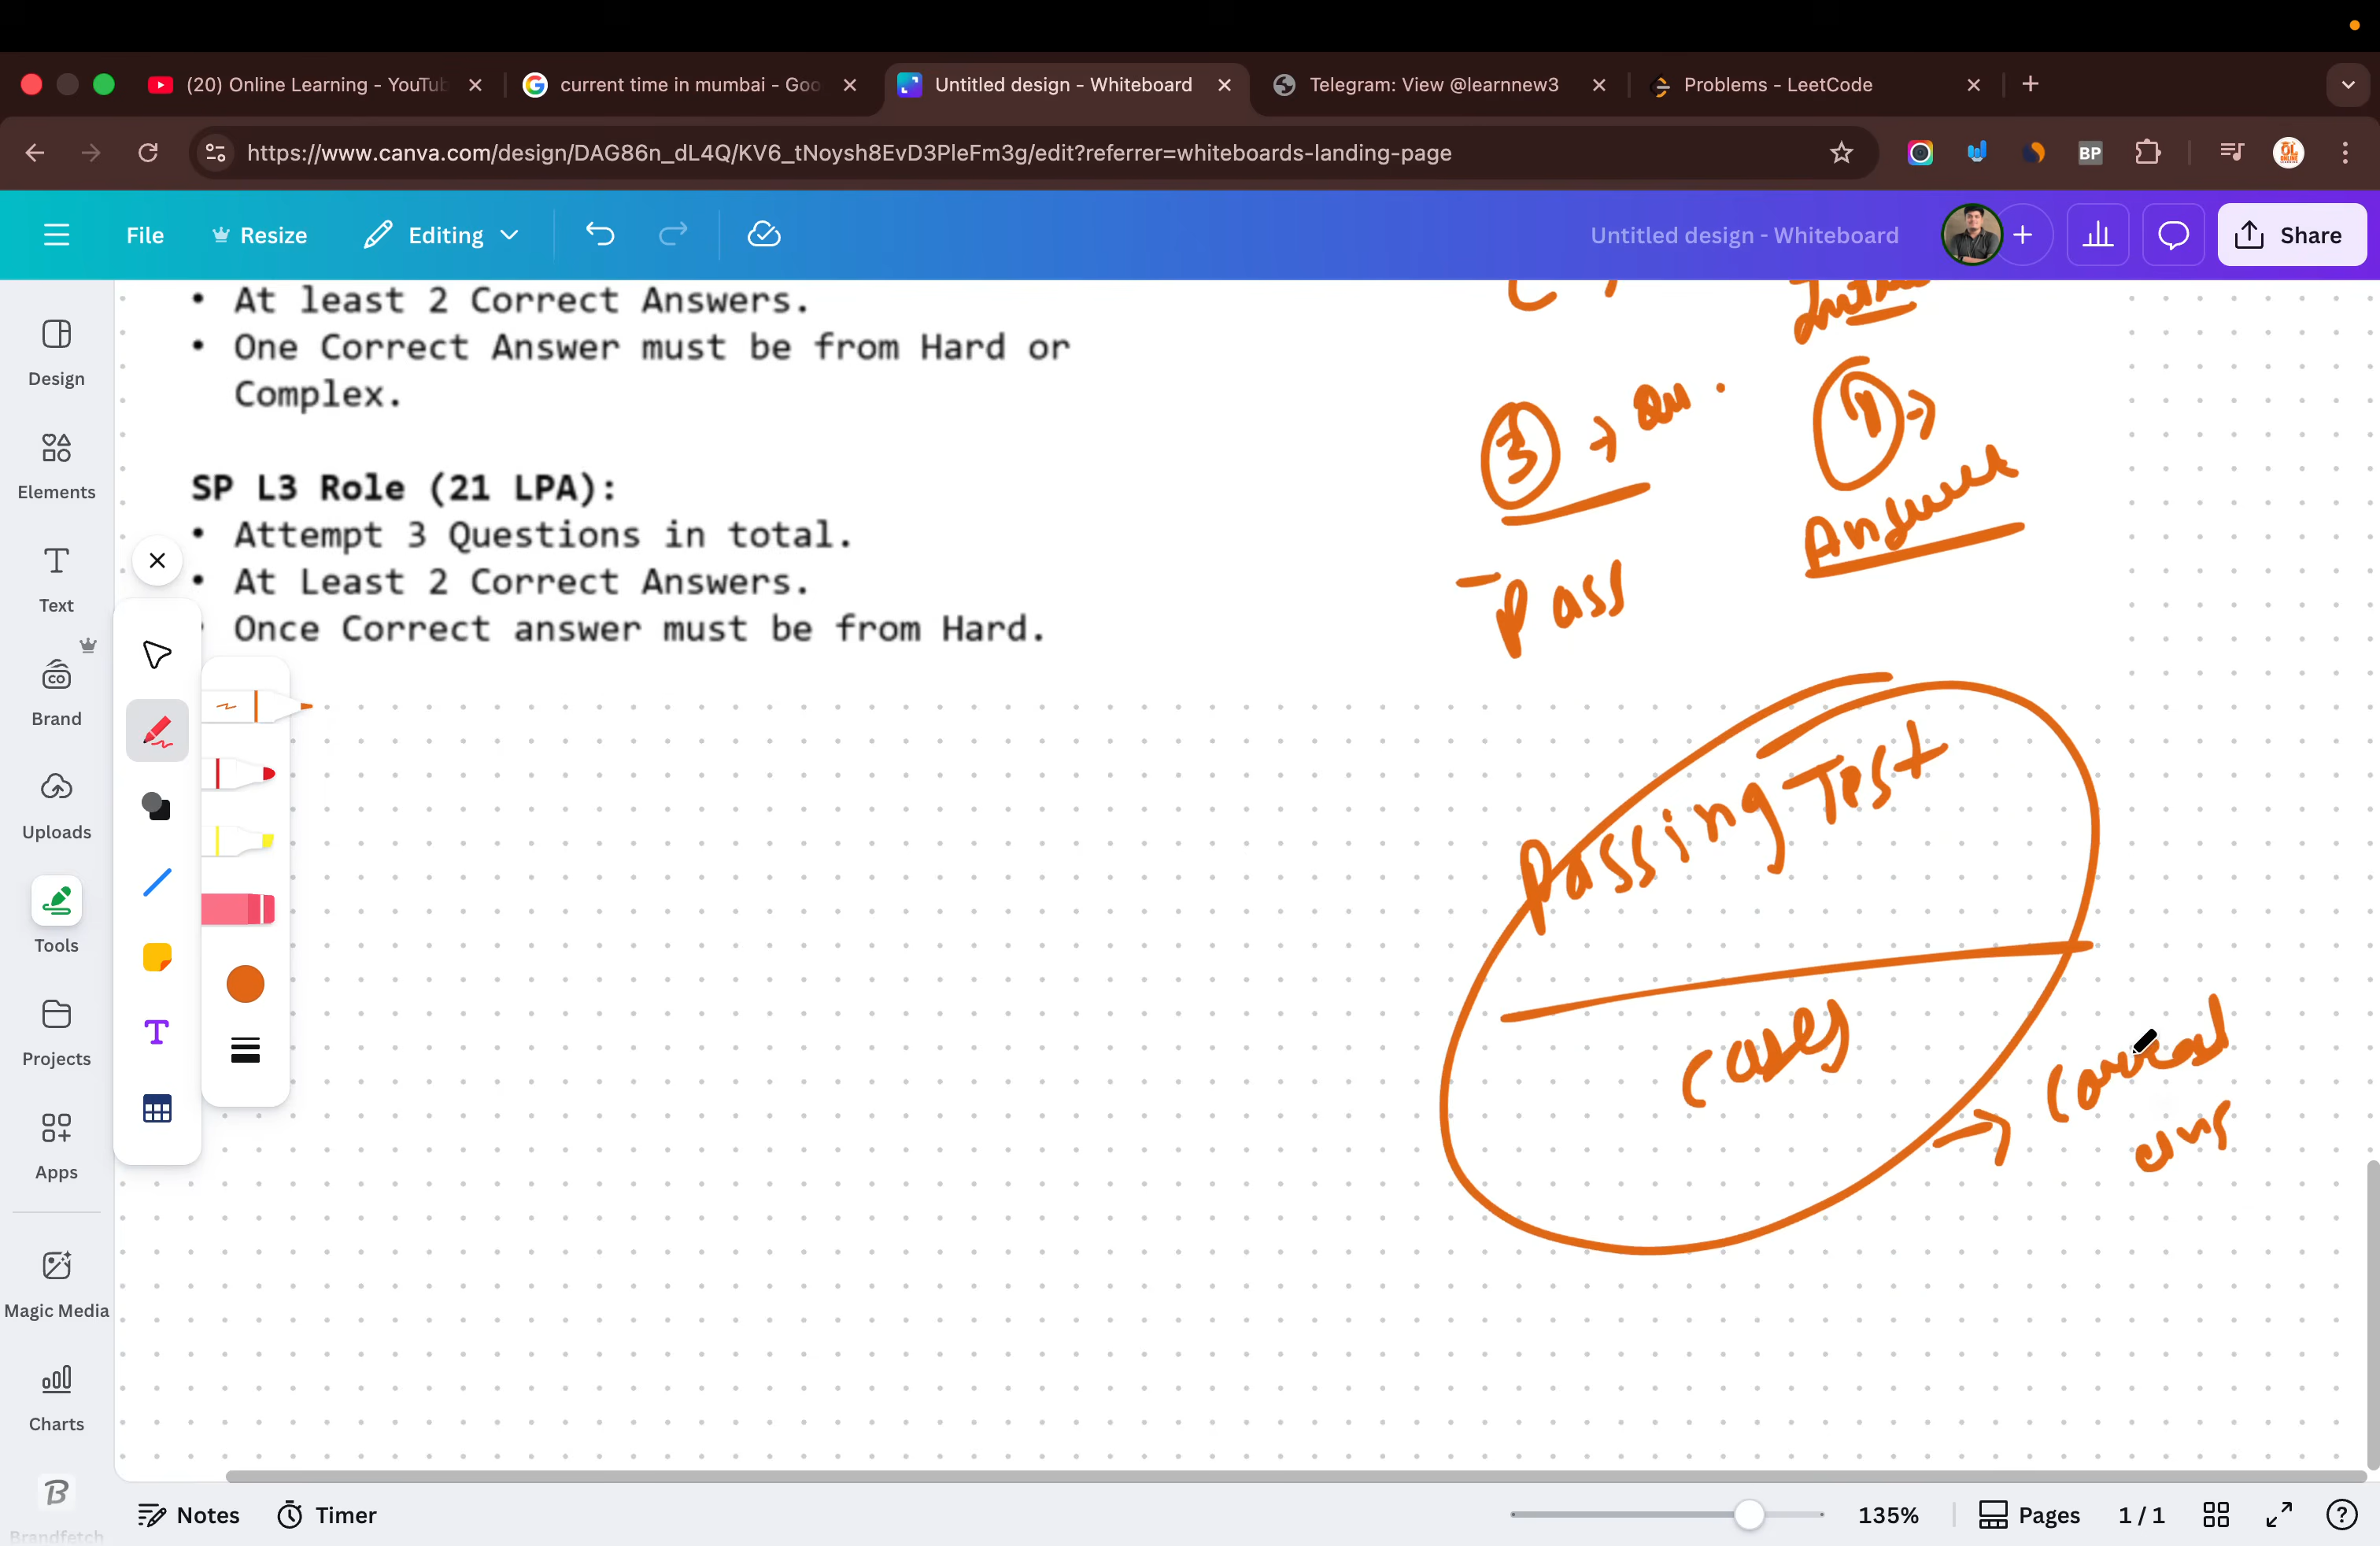 (20) Online Learning - YouTub
current time in mumbai - Goo
Untitled design - Whiteboard
Telegram: View @learnnew3
Problems - LeetCode
https://www.canva.com/design/DAG86n_dL4Q/KV6_tNoysh8EvD3PleFm3g/edit?referrer=whiteboards-landing-page
BP
OL
File
Resize
Editing
Untitled design - Whiteboard
Share
Design
Elements
Text
Brand
Uploads
Tools
Projects
Apps
Magic Media
Charts
Brandfetch
• At least 2 Correct Answers.
• One Correct Answer must be from Hard or
Complex.
SP L3 Role (21 LPA):
• Attempt 3 Questions in total.
• At Least 2 Correct Answers.
Once Correct answer must be from Hard.
3
Pass
Answer
Passing Test
cases
Notes
Timer
135%
Pages
1 / 1